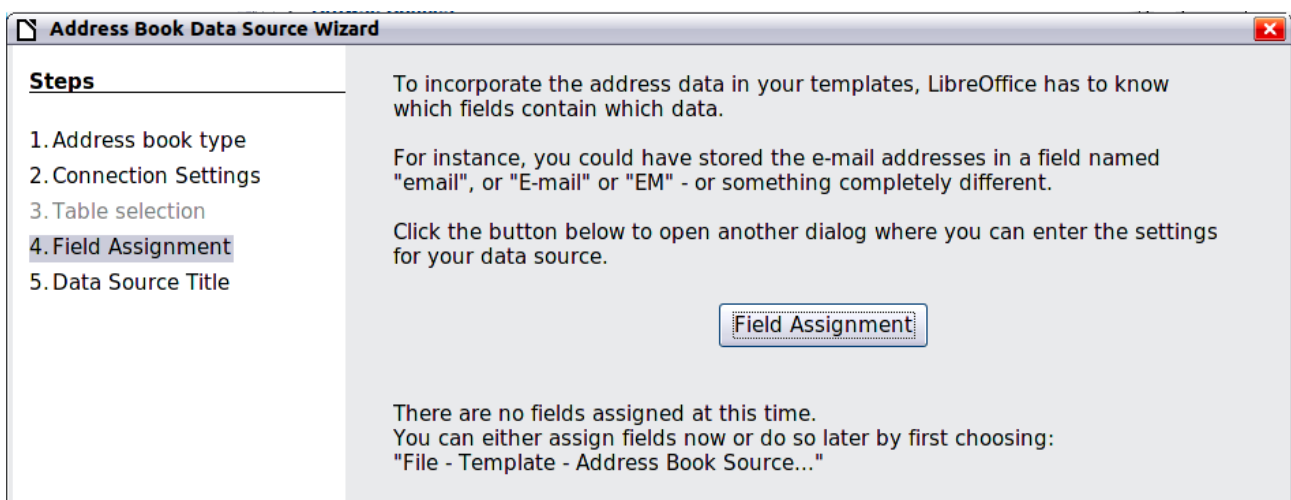 Address Book Data Source Wizard
Steps
1. Address book type
2. Connection Settings
3. Table selection
4. Field Assignment
5. Data Source Title
To incorporate the address data in your templates, LibreOffice has to know
which fields contain which data.
For instance, you could have stored the e-mail addresses in a field named
"email", or "E-mail" or "EM" - or something completely different.
Click the button below to open another dialog where you can enter the settings
for your data source.
Field Assignment
There are no fields assigned at this time.
You can either assign fields now or do so later by first choosing:
"File - Template - Address Book Source..."